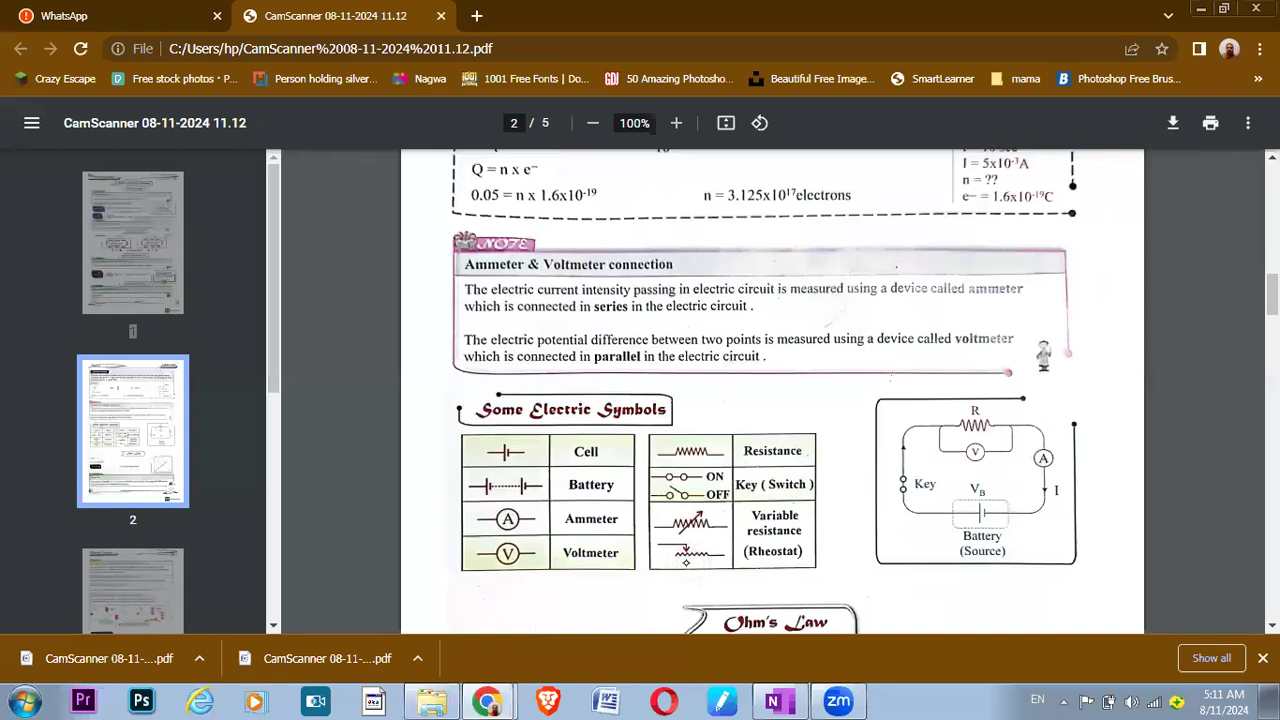 WhatsApp
CamScanner 08-11-2024 11.12
File
C:/Users/hp/CamScanner%2008-11-2024%2011.12.pdf
Crazy Escape
Free stock photos • P...
Person holding silver...
Nagwa
1001 Free Fonts | Do...
50 Amazing Photosho...
Beautiful Free Image...
SmartLearner
mama
Photoshop Free Brus...
CamScanner 08-11-2024 11.12
2 / 5
100%
Q = n x e⁻
0.05 = n x 1.6x10⁻¹⁹
n = 3.125x10¹⁷electrons
I = 5x10⁻³A
n = ??
e— = 1.6x10⁻¹⁹C
NOTE
Ammeter & Voltmeter connection
The electric current intensity passing in electric circuit is measured using a device called ammeter
which is connected in series in the electric circuit .
The electric potential difference between two points is measured using a device called voltmeter
which is connected in parallel in the electric circuit .
Some Electric Symbols
Cell
Battery
A
Ammeter
V
Voltmeter
Resistance
ON
OFF
Key ( Switch )
Variable
resistance
(Rheostat)
R
V
A
Key
V_B
I
Battery
(Source)
Ohm's Law
1
2
CamScanner 08-11-....pdf
CamScanner 08-11-....pdf
Show all
Pr
Ps
W
N
zm
EN
5:11 AM
8/11/2024